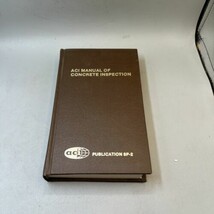 ACI MANUAL OF
CONCRETE INSPECTION
aci
PUBLICATION SP-2